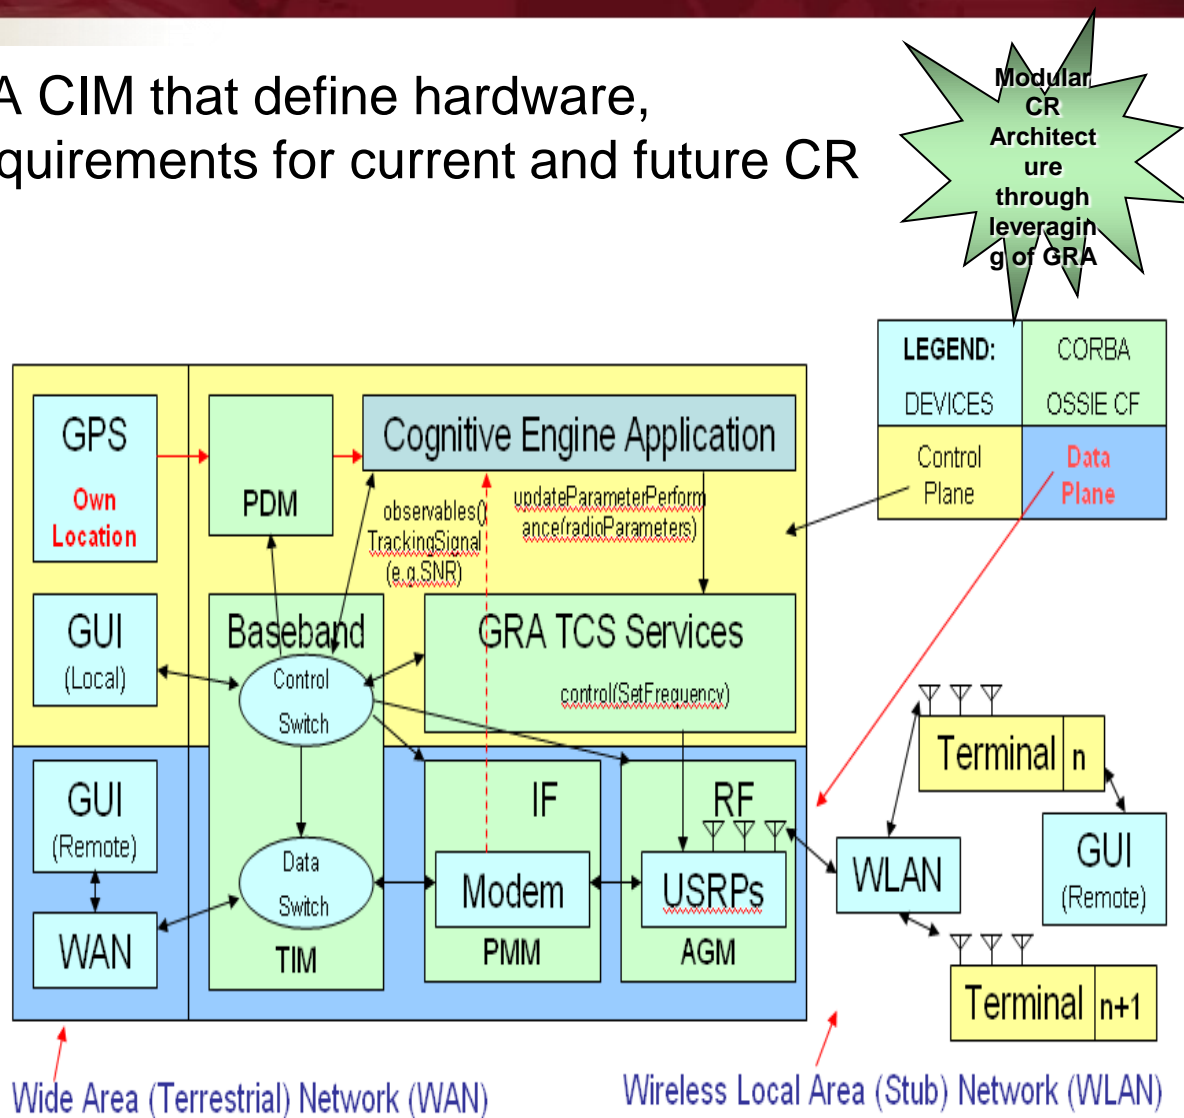 A CIM that define hardware,
quirements for current and future CR
Modular
CR
Architect
ure
through
leveragin
g of GRA
LEGEND:
DEVICES
CORBA
OSSIE CF
Control
Plane
Data
Plane
GPS
Own
Location
PDM
Cognitive Engine Application
observables()
TrackingSignal
(e.g.SNR)
updateParameterPerform
ance(radioParameters)
GUI
(Local)
Baseband
Control
Switch
GRA TCS Services
control(SetFrequency)
GUI
(Remote)
WAN
Data
Switch
TIM
IF
Modem
PMM
RF
USRPs
AGM
WLAN
Terminal n
GUI
(Remote)
Terminal n+1
Wide Area (Terrestrial) Network (WAN)
Wireless Local Area (Stub) Network (WLAN)